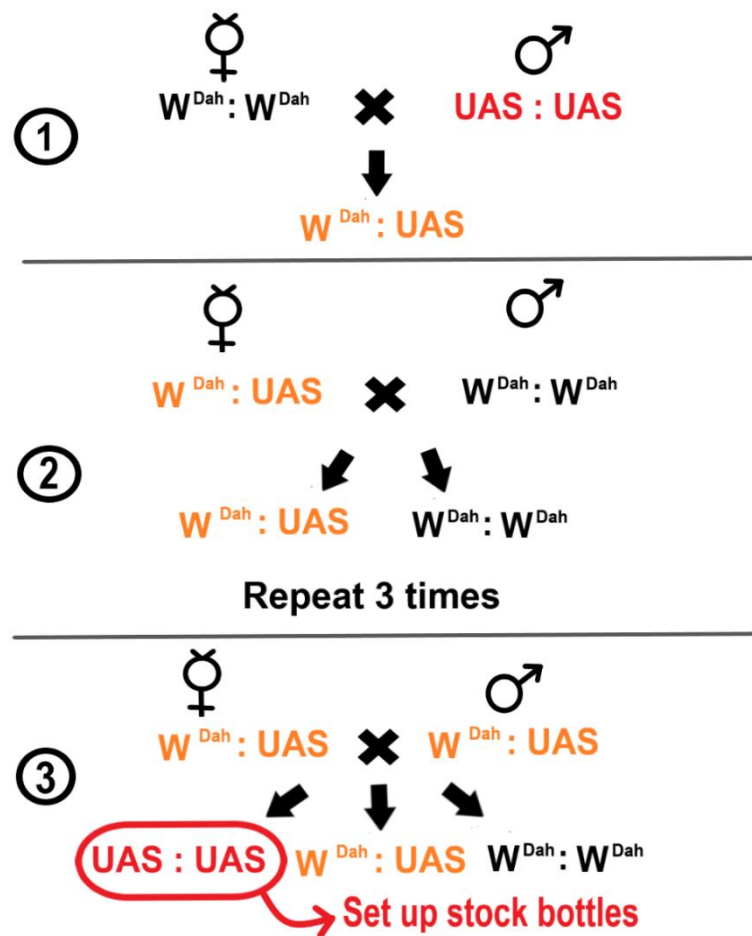 W^Dah : W^Dah UAS : UAS
1
W^Dah : UAS
W^Dah : UAS W^Dah : W^Dah
2
W^Dah : UAS W^Dah : W^Dah
Repeat 3 times
W^Dah : UAS W^Dah : UAS
3
UAS : UAS W^Dah : UAS W^Dah : W^Dah
Set up stock bottles